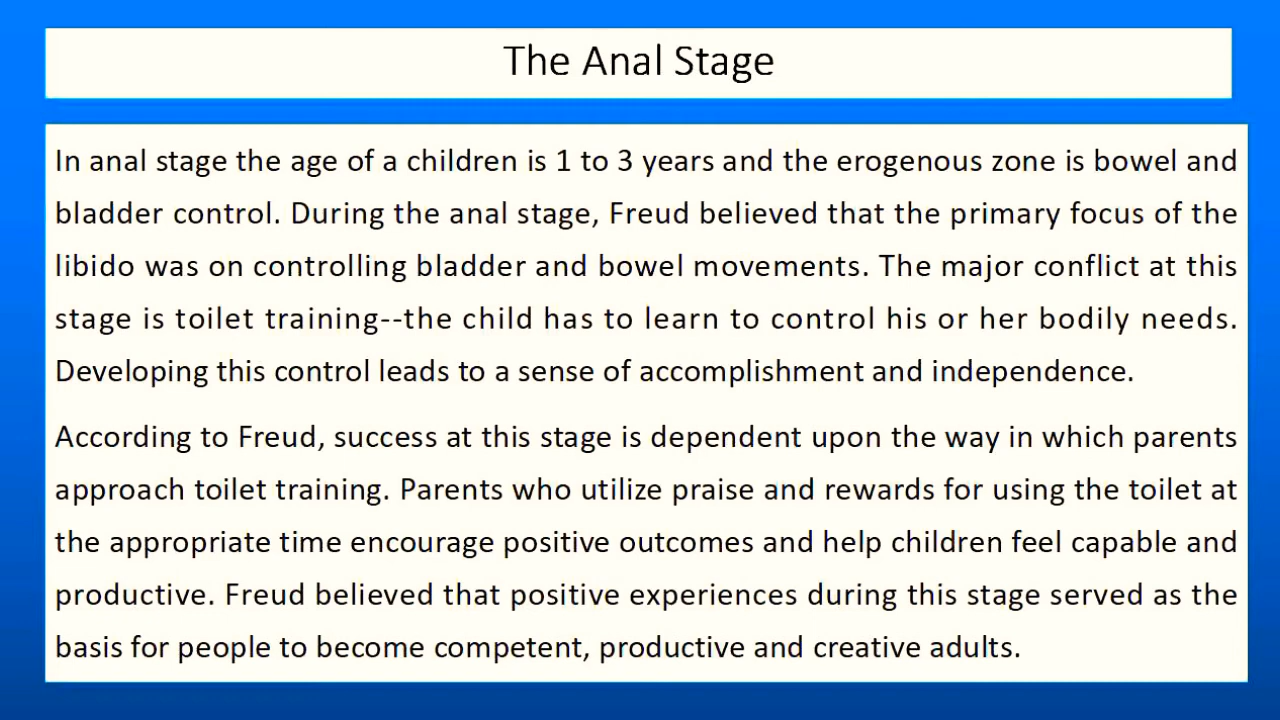 The Anal Stage
In anal stage the age of a children is 1 to 3 years and the erogenous zone is bowel and
bladder control. During the anal stage, Freud believed that the primary focus of the
libido was on controlling bladder and bowel movements. The major conflict at this
stage is toilet training--the child has to learn to control his or her bodily needs.
Developing this control leads to a sense of accomplishment and independence.
According to Freud, success at this stage is dependent upon the way in which parents
approach toilet training. Parents who utilize praise and rewards for using the toilet at
the appropriate time encourage positive outcomes and help children feel capable and
productive. Freud believed that positive experiences during this stage served as the
basis for people to become competent, productive and creative adults.